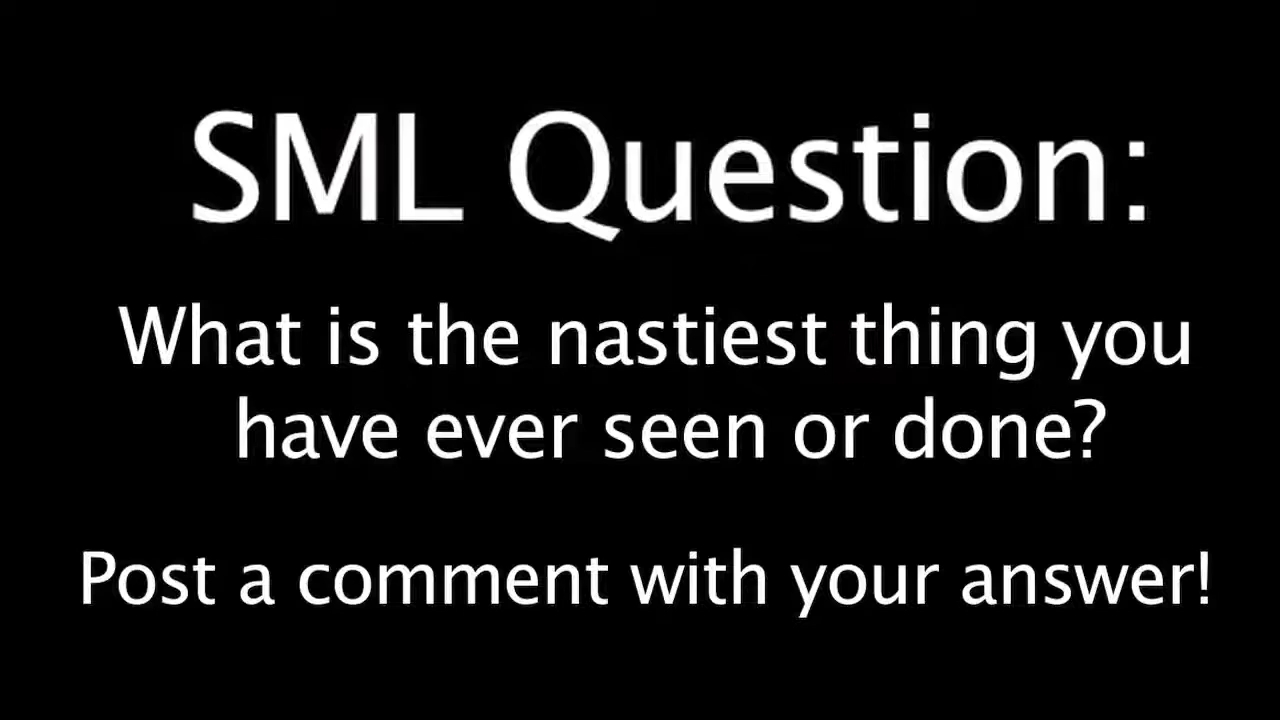 SML Question:
What is the nastiest thing you
have ever seen or done?
Post a comment with your answer!